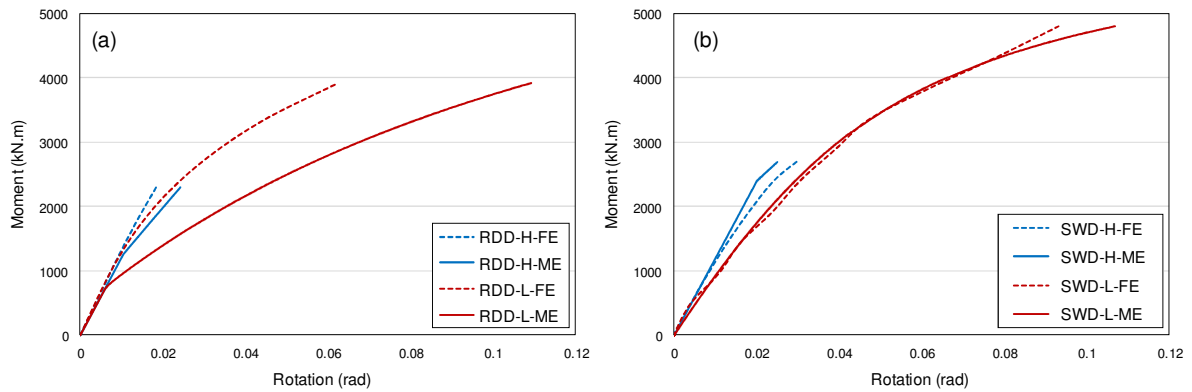 (a)
Moment (kN.m)
5000
4000
3000
2000
1000
0
RDD-H-FE
RDD-H-ME
RDD-L-FE
RDD-L-ME
0 0.02 0.04 0.06 0.08 0.1 0.12
Rotation (rad)
(b)
Moment (kN.m)
5000
4000
3000
2000
1000
0
SWD-H-FE
SWD-H-ME
SWD-L-FE
SWD-L-ME
0 0.02 0.04 0.06 0.08 0.1 0.12
Rotation (rad)